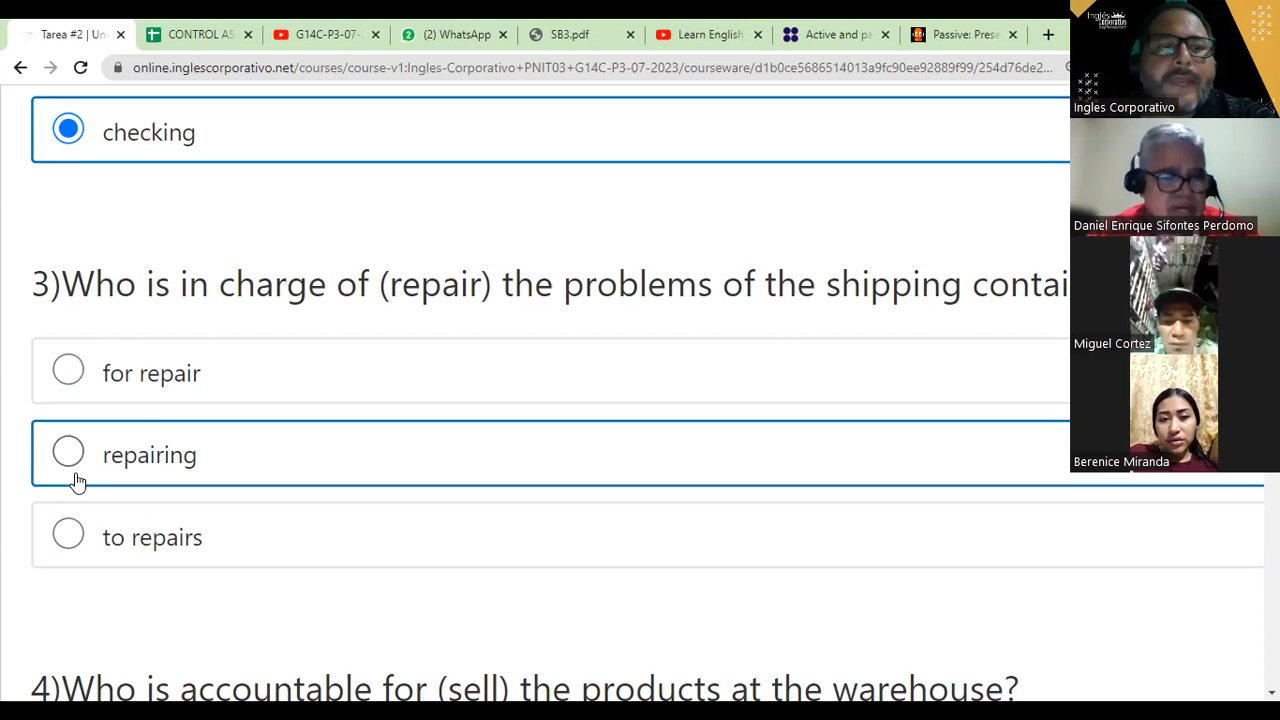 Tarea #2 | Un
CONTROL AS
G14C-P3-07-
(2) WhatsApp
SB3.pdf
Learn English
Active and pa
Passive: Prese
online.inglescorporativo.net/courses/course-v1:Ingles-Corporativo+PNIT03+G14C-P3-07-2023/courseware/d1b0ce5686514013a9fc90ee92889f99/254d76de2...
Inglés
Ingles Corporativo
Daniel Enrique Sifontes Perdomo
Miguel Cortez
Berenice Miranda
checking
3)Who is in charge of (repair) the problems of the shipping contai
for repair
repairing
to repairs
4)Who is accountable for (sell) the products at the warehouse?